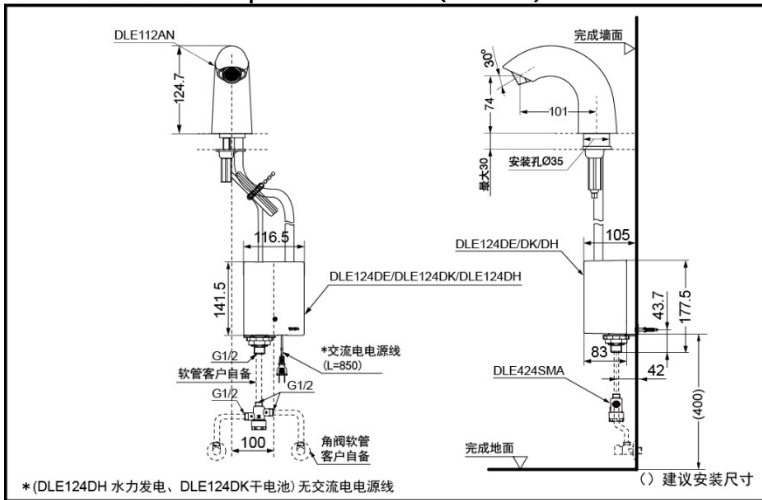 DLE112AN
124.7
116.5
141.5
DLE124DE/DLE124DK/DLE124DH
G1/2
*交流电电源线
(L=850)
软管客户自备
G1/2
G1/2
100
角阀软管
客户自备
*(DLE124DH 水力发电、DLE124DK干电池)无交流电电源线
完成墙面
30°
74
101
最大30
安装孔Ø35
105
DLE124DE/DK/DH
43.7
177.5
83
42
DLE424SMA
(400)
完成地面
()建议安装尺寸